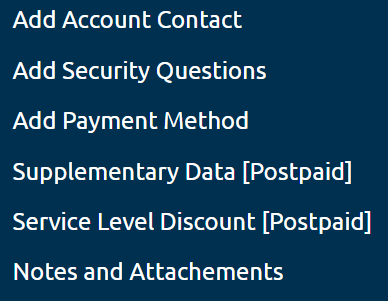 Add Account Contact
Add Security Questions
Add Payment Method
Supplementary Data [Postpaid]
Service Level Discount [Postpaid]
Notes and Attachements